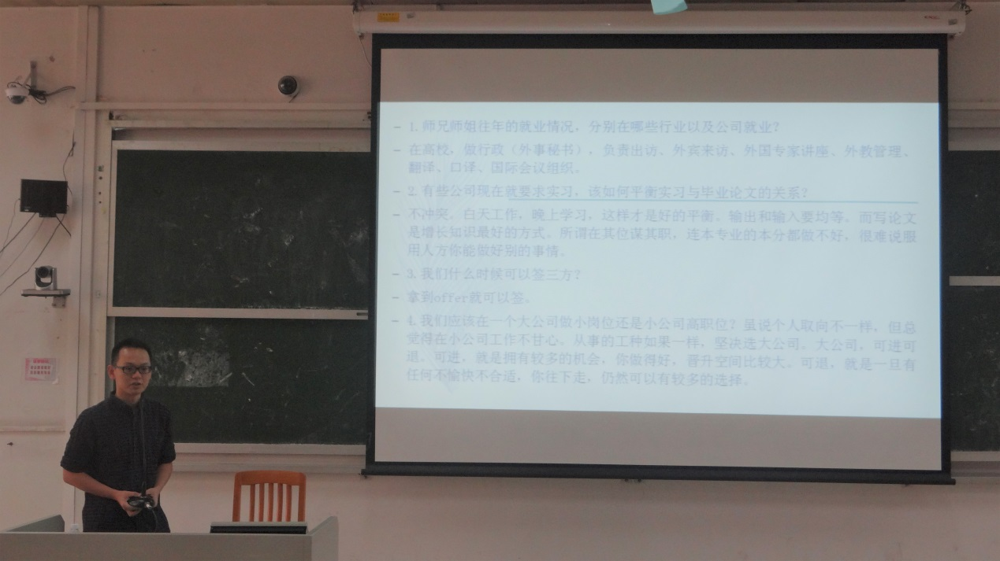 – 1.师兄师姐往年的就业情况，分别在哪些行业以及公司就业？
– 在高校，做行政（外事秘书），负责出访、外宾来访、外国专家讲座、外教管理、
翻译、口译、国际会议组织。
– 2.有些公司现在就要求实习，该如何平衡实习与毕业论文的关系？
– 不冲突。白天工作，晚上学习，这样才是好的平衡。输出和输入要均等。而写论文
是增长知识最好的方式。所谓在其位谋其职，连本专业的本分都做不好，很难说服
用人方你能做好别的事情。
– 3.我们什么时候可以签三方？
– 拿到offer就可以签。
– 4.我们应该在一个大公司做小岗位还是小公司高职位？虽说个人取向不一样，但总
觉得在小公司工作不甘心。从事的工种如果一样，坚决选大公司。大公司，可进可
退。可进，就是拥有较多的机会，你做得好，晋升空间比较大。可退，就是一旦有
任何不愉快不合适，你往下走，仍然可以有较多的选择。